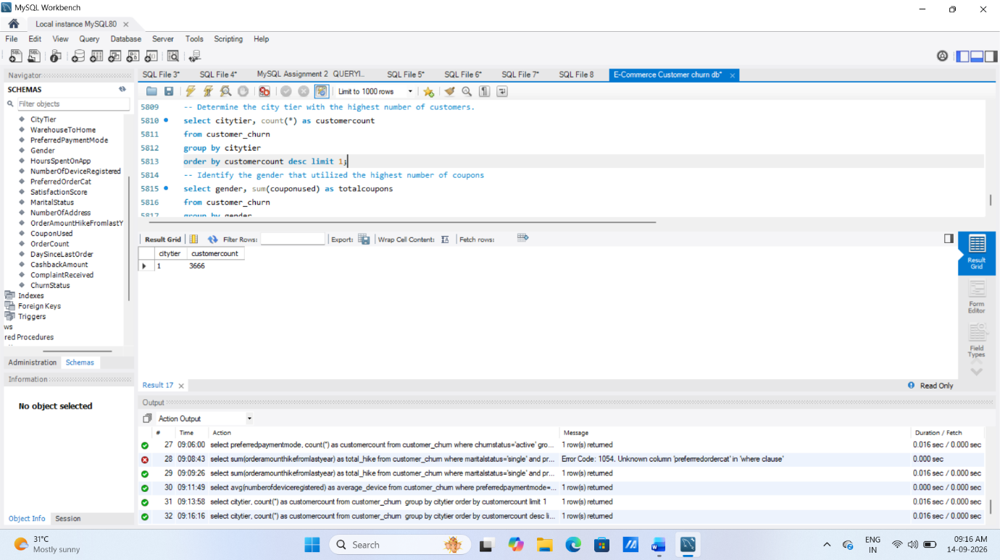 MySQL Workbench
Local instance MySQL80
File Edit View Query Database Server Tools Scripting Help
Navigator
SCHEMAS
Filter objects
CityTier
WarehouseToHome
PreferredPaymentMode
Gender
HoursSpentOnApp
NumberOfDeviceRegistered
PreferredOrderCat
SatisfactionScore
MaritalStatus
NumberOfAddress
OrderAmountHikeFromlastY
CouponUsed
OrderCount
DaySinceLastOrder
CashbackAmount
ComplaintReceived
ChurnStatus
Indexes
Foreign Keys
Triggers
ws
red Procedures
Administration Schemas
Information
No object selected
Object Info Session
SQL File 3* SQL File 4* MySQL Assignment 2 QUERYI... SQL File 5* SQL File 6* SQL File 7* SQL File 8 E-Commerce Customer churn db*
Limit to 1000 rows
5809 -- Determine the city tier with the highest number of customers.
5810 select citytier, count(*) as customercount
5811 from customer_churn
5812 group by citytier
5813 order by customercount desc limit 1;
5814 -- Identify the gender that utilized the highest number of coupons
5815 select gender, sum(couponused) as totalcoupons
5816 from customer_churn
5817 group by gender
Result Grid Filter Rows: Export: Wrap Cell Content: Fetch rows:
citytier customercount
1 3666
Result Grid
Form Editor
Field Types
Result 17
Read Only
Output
Action Output
# Time Action Message Duration / Fetch
27 09:06:00 select preferredpaymentmode, count(*) as customercount from customer_churn where churnstatus='active' gro... 1 row(s) returned 0.016 sec / 0.000 sec
28 09:08:43 select sum(orderamounthikefromlastyear) as total_hike from customer_churn where maritalstatus='single' and pr... Error Code: 1054. Unknown column 'preferrredordercat' in 'where clause' 0.000 sec
29 09:09:26 select sum(orderamounthikefromlastyear) as total_hike from customer_churn where maritalstatus='single' and pr... 1 row(s) returned 0.016 sec / 0.000 sec
30 09:11:49 select avg(numberofdeviceregistered) as average_device from customer_churn where preferredpaymentmode=... 1 row(s) returned 0.000 sec / 0.000 sec
31 09:13:58 select citytier, count(*) as customercount from customer_churn group by citytier order by customercount limit 1 1 row(s) returned 0.016 sec / 0.000 sec
32 09:16:16 select citytier, count(*) as customercount from customer_churn group by citytier order by customercount desc li... 1 row(s) returned 0.016 sec / 0.000 sec
31°C
Mostly sunny
Search
ENG
IN
09:16 AM
14-09-2026